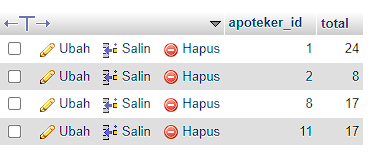 apoteker_id total
Ubah Salin Hapus 1 24
Ubah Salin Hapus 2 8
Ubah Salin Hapus 8 17
Ubah Salin Hapus 11 17